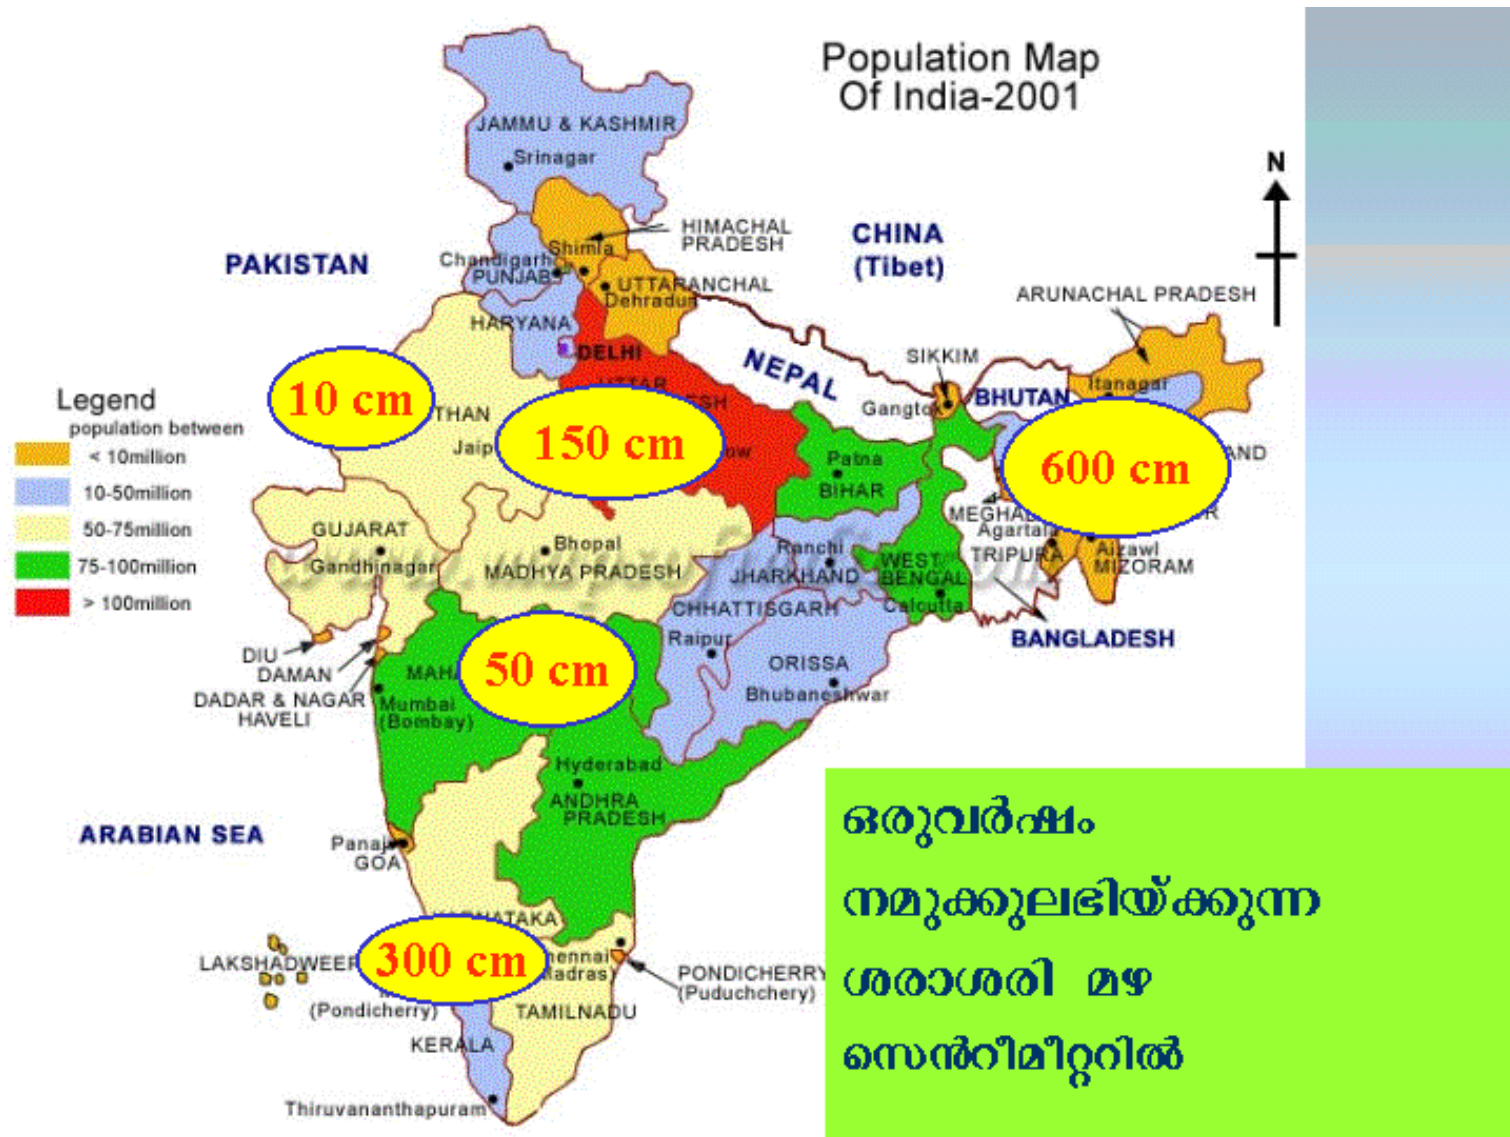 Population Map
Of India-2001
N
JAMMU & KASHMIR
Srinagar
HIMACHAL
PRADESH
Shimla
Chandigarh
PUNJAB
UTTARANCHAL
Dehradun
PAKISTAN
CHINA
(Tibet)
ARUNACHAL PRADESH
HARYANA
DELHI
NEPAL
SIKKIM
Gangtok
BHUTAN
Itanagar
10 cm
150 cm
600 cm
Legend
population between
< 10million
10-50million
50-75million
75-100million
> 100million
Patna
BIHAR
GUJARAT
Gandhinagar
Bhopal
MADHYA PRADESH
Ranchi
JHARKHAND
WEST
BENGAL
Calcutta
Agartala
TRIPURA
Aizawl
MIZORAM
CHHATTISGARH
Raipur
BANGLADESH
DIU
DAMAN
DADAR & NAGAR
HAVELI
50 cm
Mumbai
(Bombay)
ORISSA
Bhubaneshwar
Hyderabad
ANDHRA
PRADESH
ARABIAN SEA
Panaji
GOA
300 cm
PONDICHERRY
(Puduchchery)
(Pondicherry)
TAMILNADU
KERALA
Thiruvananthapuram
ഒരുവർഷം
നമുക്കുലഭിയ്ക്കുന്ന
ശരാശരി മഴ
സെൻറീമീറ്ററിൽ